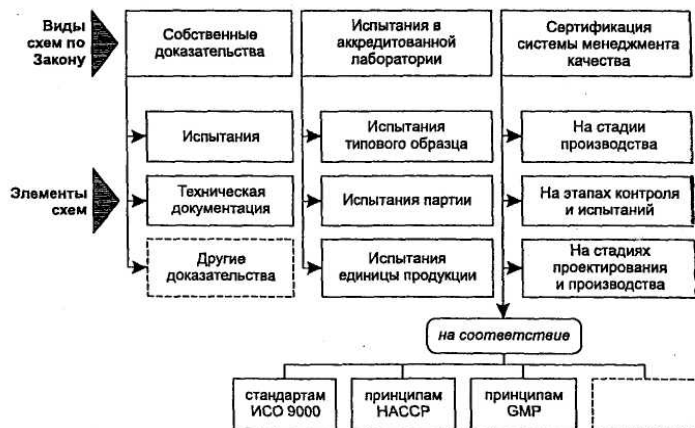 Виды
схем по
Закону
Собственные
доказательства
Испытания в
аккредитованной
лаборатории
Сертификация
системы менеджмента
качества
Испытания
Испытания
типового образца
На стадии
производства
Элементы
схем
Техническая
документация
Испытания партии
На этапах контроля
и испытаний
Другие
доказательства
Испытания
единицы продукции
На стадиях
проектирования
и производства
на соответствие
стандартам
ИСО 9000
принципам
НАССР
принципам
GMP